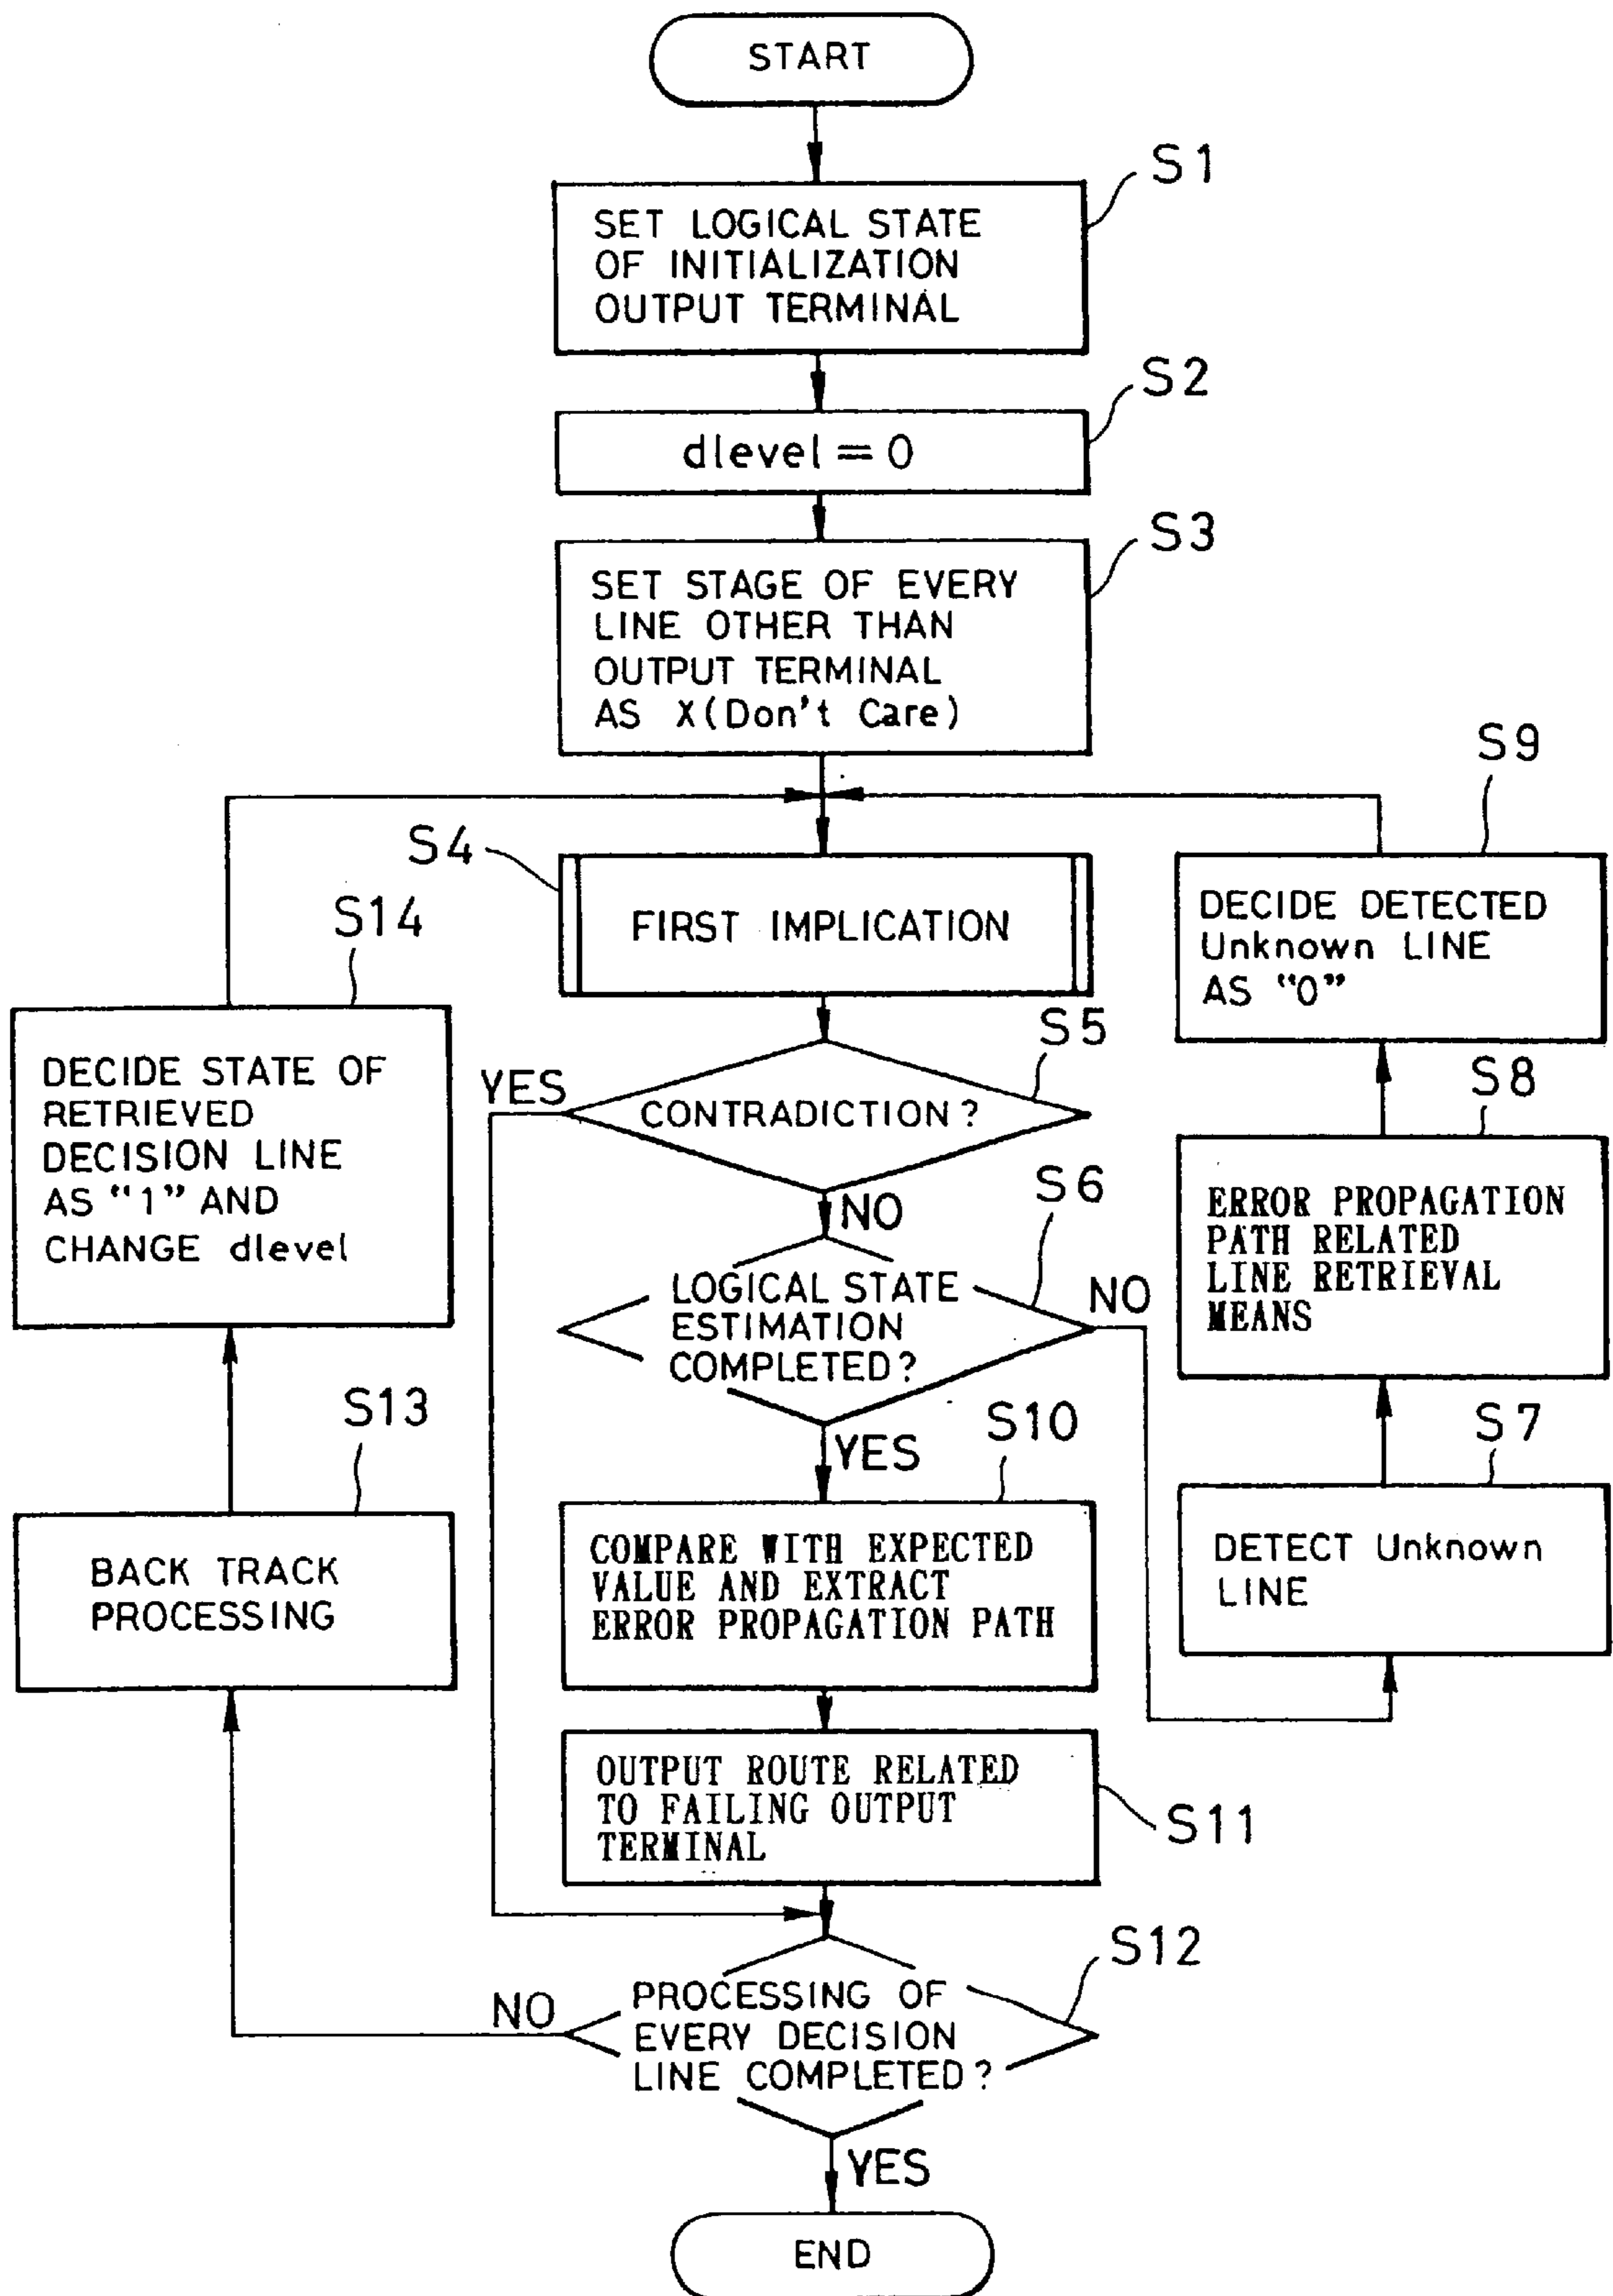 START
S1
SET LOGICAL STATE
OF INITIALIZATION
OUTPUT TERMINAL
S2
dlevel = 0
S3
SET STAGE OF EVERY
LINE OTHER THAN
OUTPUT TERMINAL
AS X(Don't Care)
S4
FIRST IMPLICATION
S5
CONTRADICTION?
YES
NO
S6
LOGICAL STATE
ESTIMATION
COMPLETED?
NO
YES
S7
DETECT Unknown
LINE
S8
ERROR PROPAGATION
PATH RELATED
LINE RETRIEVAL
MEANS
S9
DECIDE DETECTED
Unknown LINE
AS "0"
S10
COMPARE WITH EXPECTED
VALUE AND EXTRACT
ERROR PROPAGATION PATH
S11
OUTPUT ROUTE RELATED
TO FAILING OUTPUT
TERMINAL
S12
PROCESSING OF
EVERY DECISION
LINE COMPLETED?
NO
YES
S13
BACK TRACK
PROCESSING
S14
DECIDE STATE OF
RETRIEVED
DECISION LINE
AS "1" AND
CHANGE dlevel
END